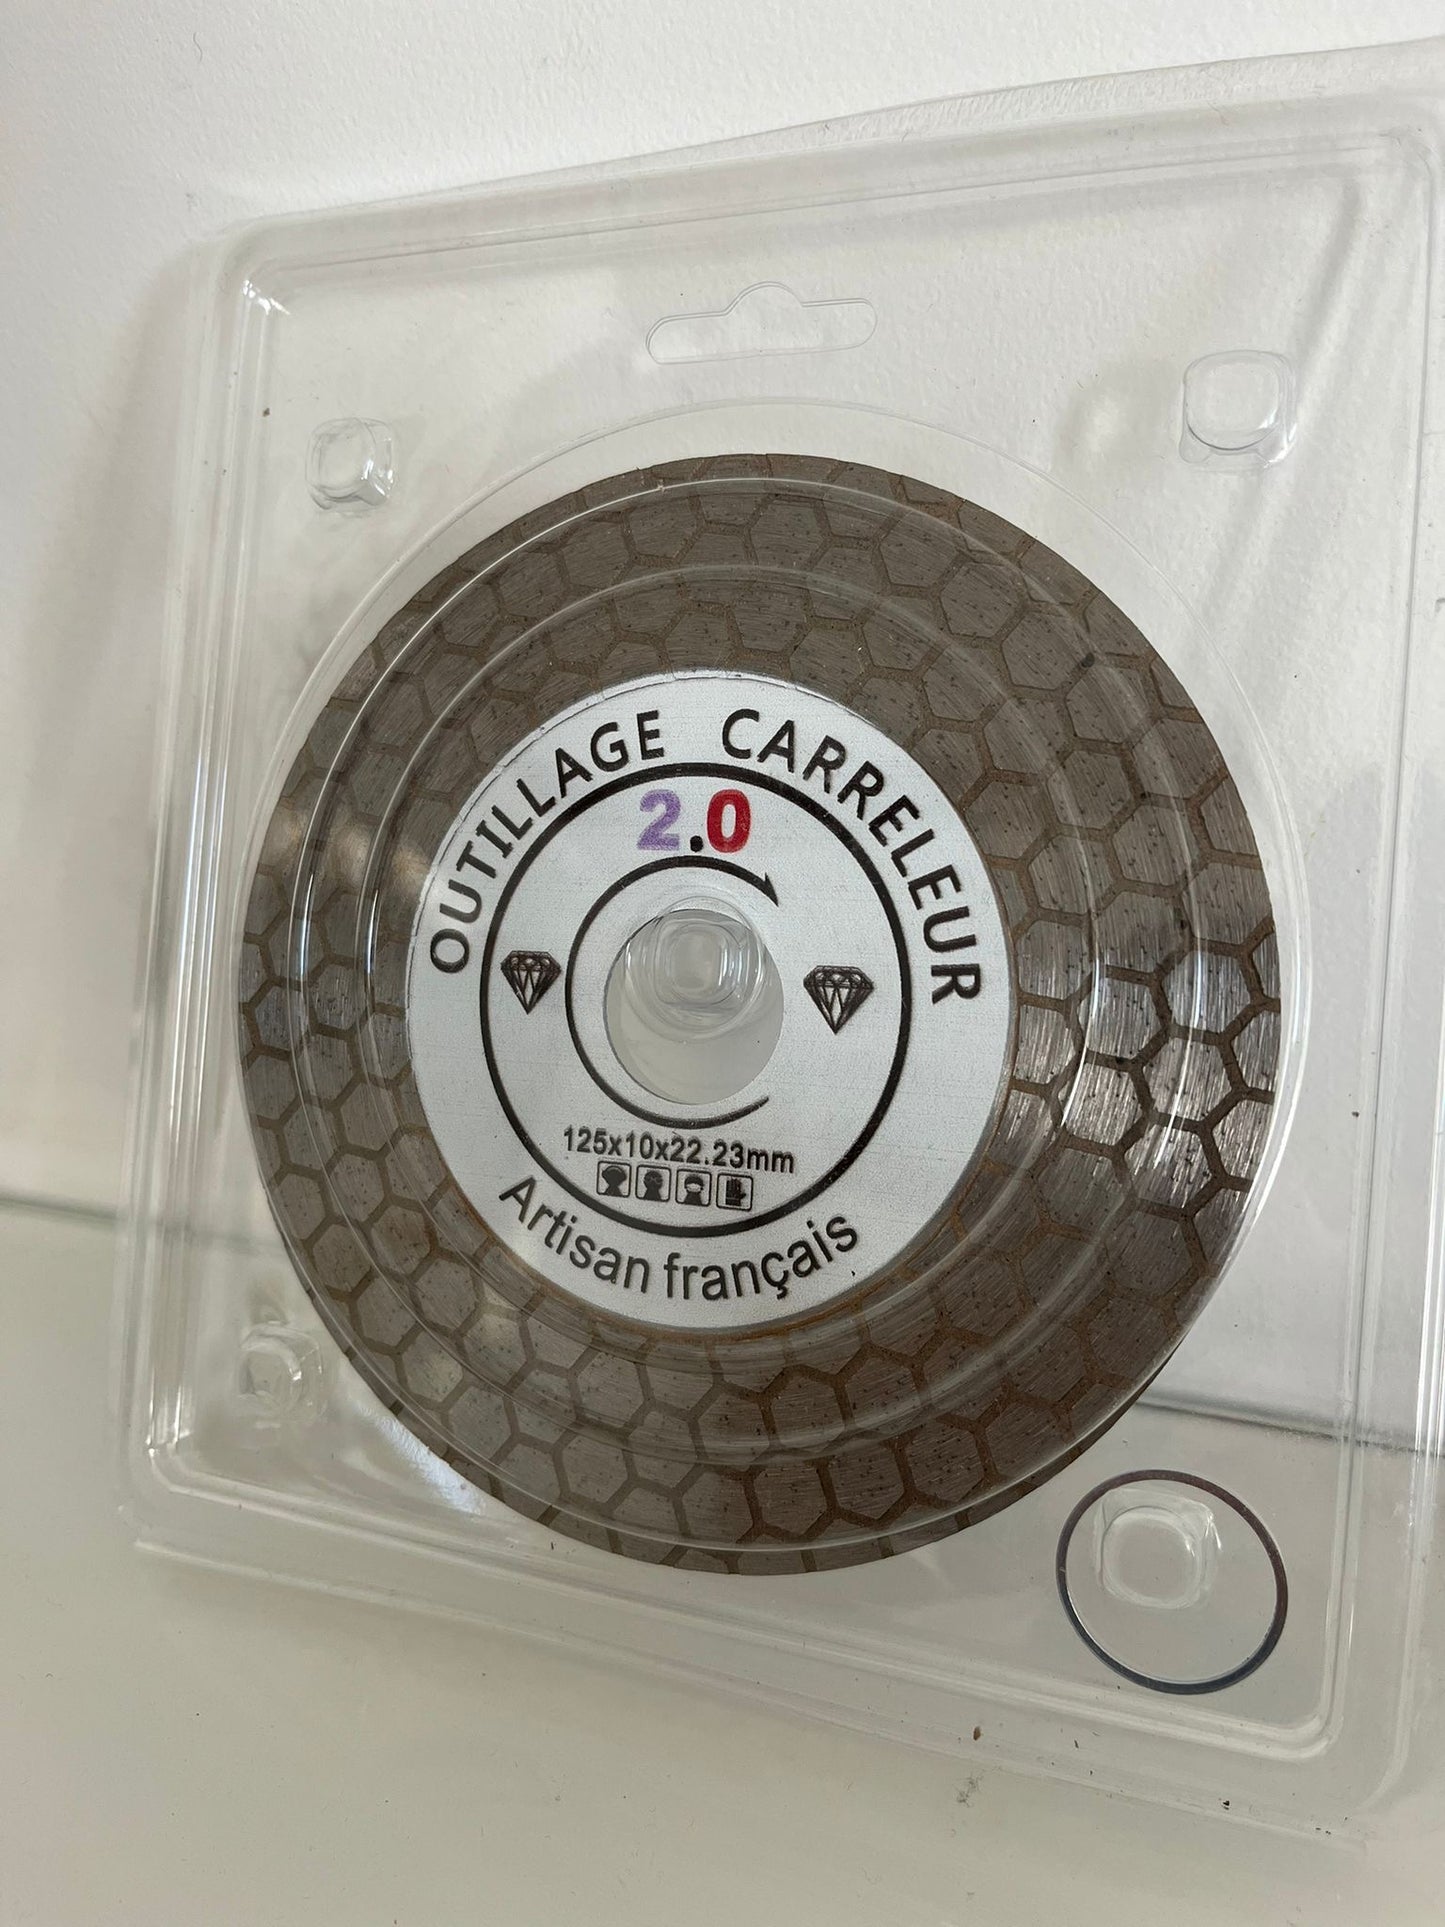 OUTILLAGE CARRELEUR
2.0
125x10x22.23mm
Artisan français